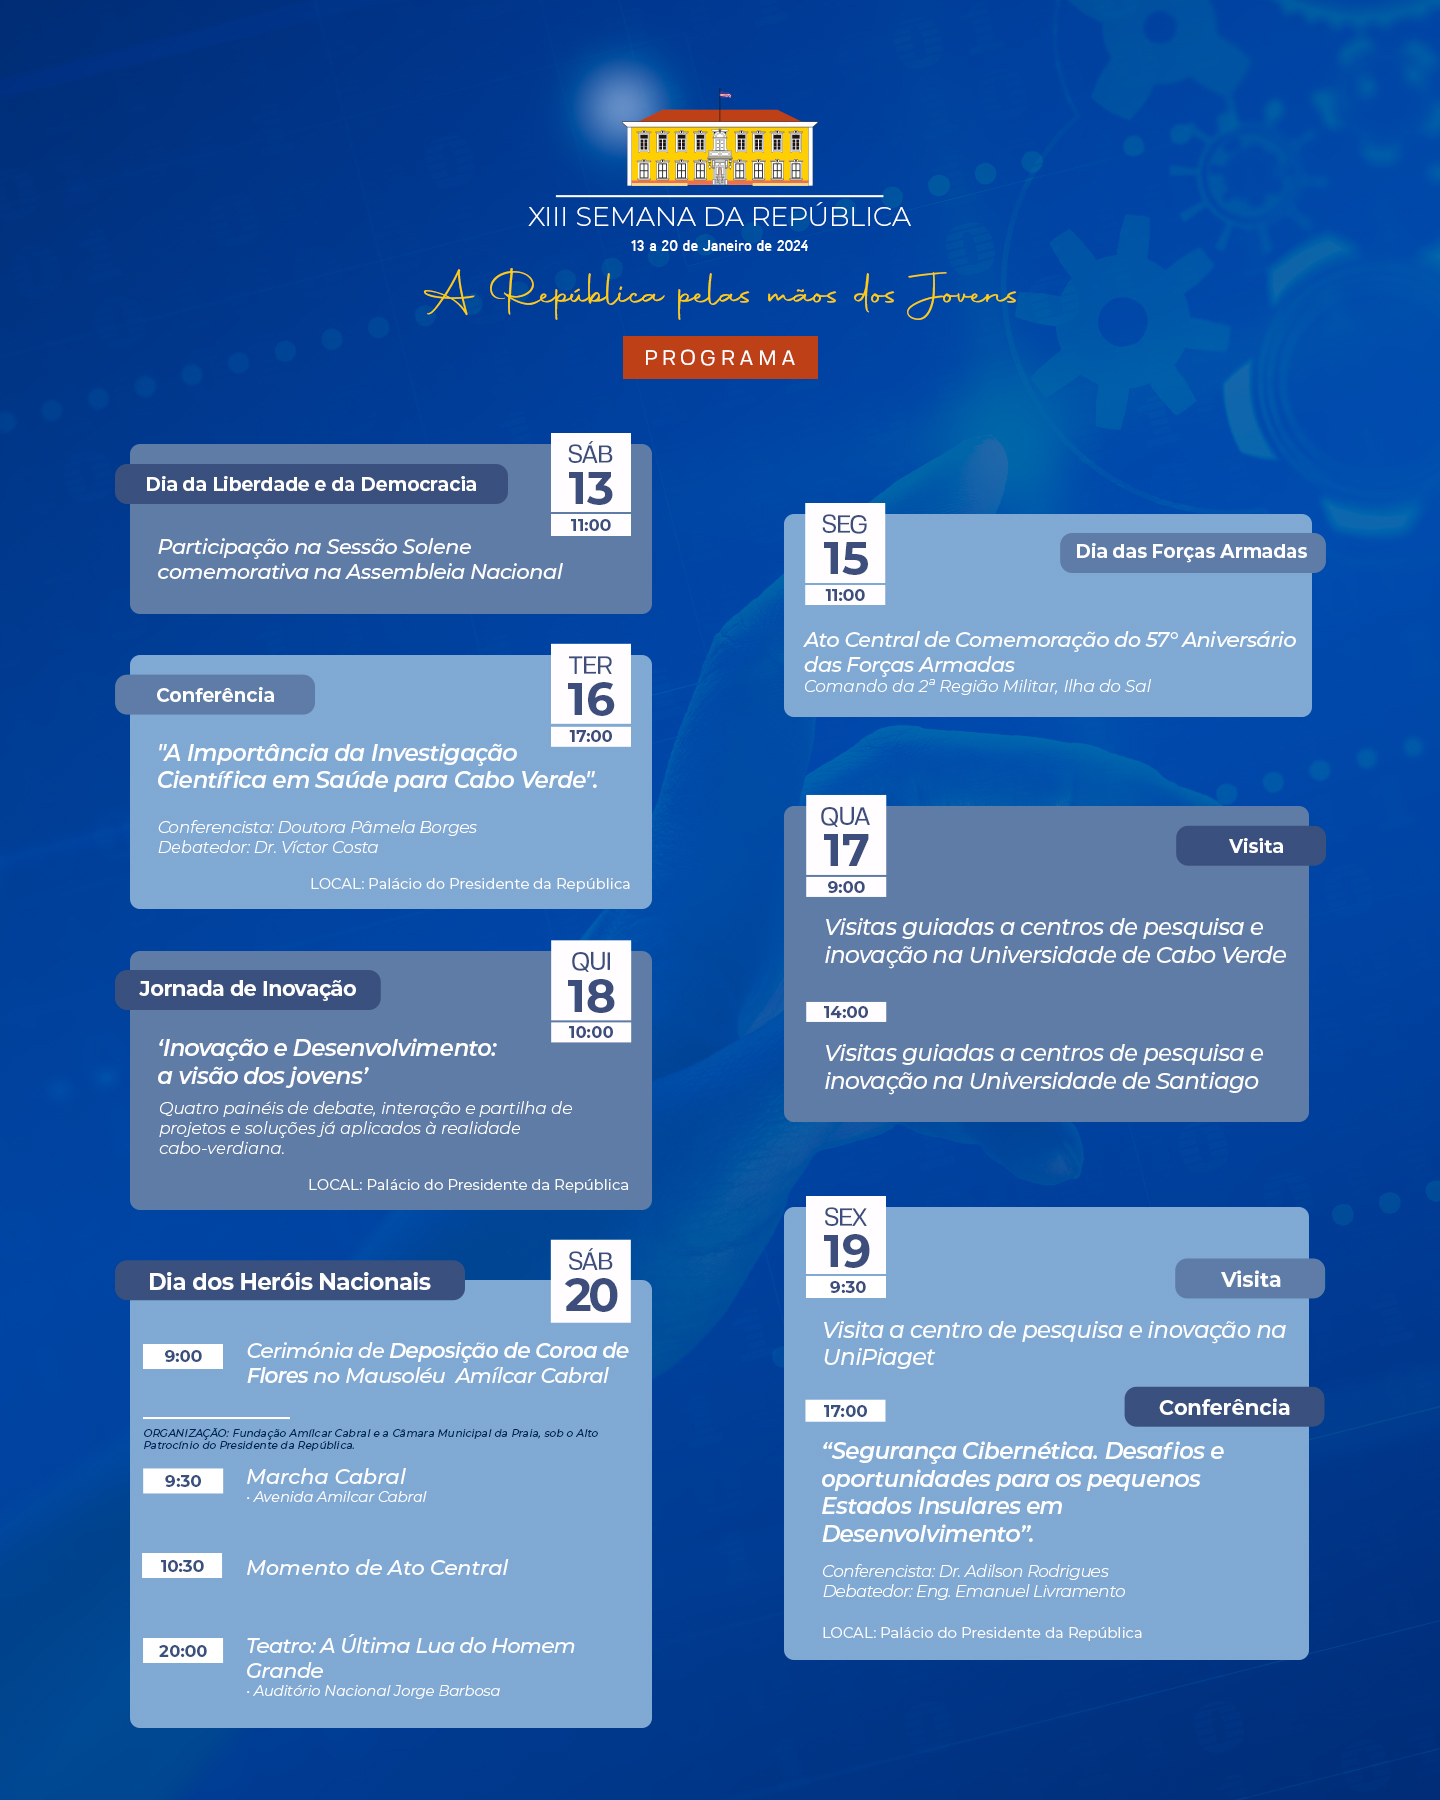 XIII SEMANA DA REPÚBLICA
13 a 20 de Janeiro de 2024
A República pelas mãos dos Jovens
PROGRAMA
SÁB
13
11:00
Dia da Liberdade e da Democracia
Participação na Sessão Solene
comemorativa na Assembleia Nacional
SEG
15
11:00
Dia das Forças Armadas
Ato Central de Comemoração do 57° Aniversário
das Forças Armadas
Comando da 2ª Região Militar, Ilha do Sal
TER
16
17:00
Conferência
"A Importância da Investigação
Científica em Saúde para Cabo Verde".
Conferencista: Doutora Pâmela Borges
Debatedor: Dr. Víctor Costa
LOCAL: Palácio do Presidente da República
QUA
17
9:00
Visita
Visitas guiadas a centros de pesquisa e
inovação na Universidade de Cabo Verde
14:00
Visitas guiadas a centros de pesquisa e
inovação na Universidade de Santiago
QUI
18
10:00
Jornada de Inovação
‘Inovação e Desenvolvimento:
a visão dos jovens’
Quatro painéis de debate, interação e partilha de
projetos e soluções já aplicados à realidade
cabo-verdiana.
LOCAL: Palácio do Presidente da República
SEX
19
9:30
Visita
Visita a centro de pesquisa e inovação na
UniPiaget
17:00
Conferência
“Segurança Cibernética. Desafios e
oportunidades para os pequenos
Estados Insulares em
Desenvolvimento”.
Conferencista: Dr. Adilson Rodrigues
Debatedor: Eng. Emanuel Livramento
LOCAL: Palácio do Presidente da República
SÁB
20
Dia dos Heróis Nacionais
9:00
Cerimónia de Deposição de Coroa de
Flores no Mausoléu Amílcar Cabral
ORGANIZAÇÃO: Fundação Amílcar Cabral e a Câmara Municipal da Praia, sob o Alto
Patrocínio do Presidente da República.
9:30
Marcha Cabral
• Avenida Amilcar Cabral
10:30
Momento de Ato Central
20:00
Teatro: A Última Lua do Homem
Grande
• Auditório Nacional Jorge Barbosa